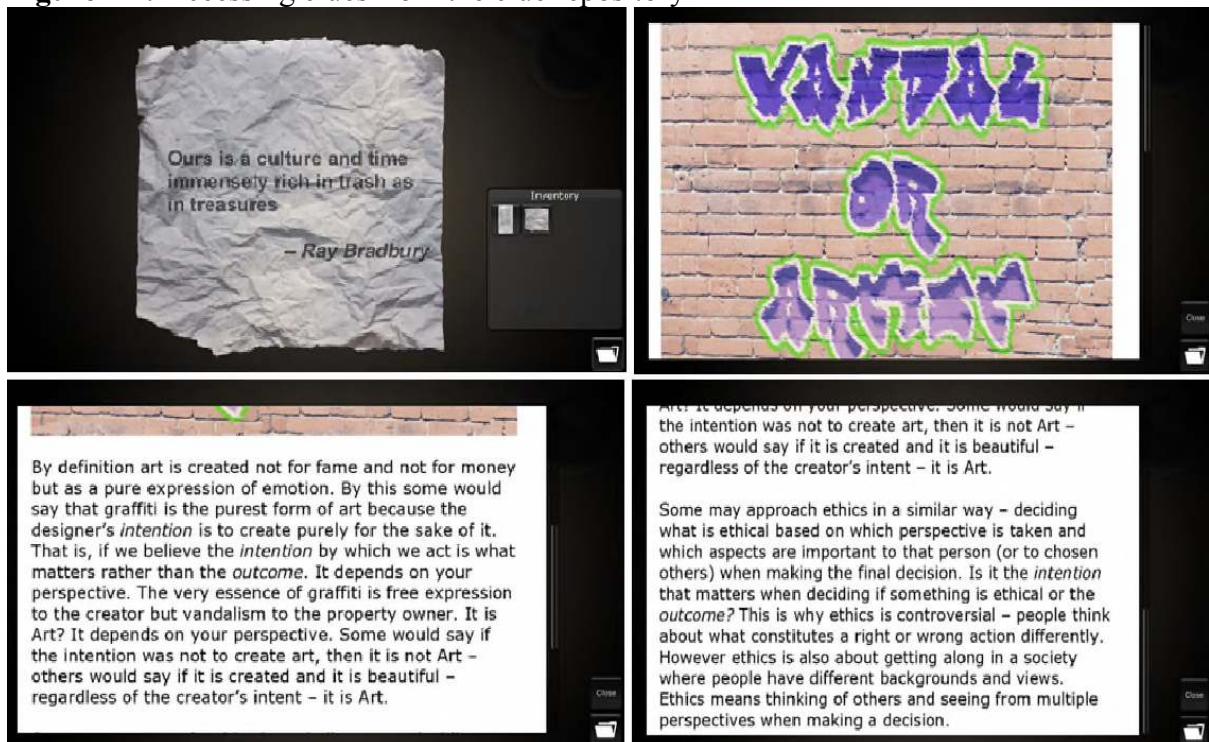 Figure Accessing clues from the clue repository
Ours is a culture and time
immensely rich in trash as
in treasures
– Ray Bradbury
Inventory
VANDAL
OR
ARTIST
Close
By definition art is created not for fame and not for money
but as a pure expression of emotion. By this some would
say that graffiti is the purest form of art because the
designer's intention is to create purely for the sake of it.
That is, if we believe the intention by which we act is what
matters rather than the outcome. It depends on your
perspective. The very essence of graffiti is free expression
to the creator but vandalism to the property owner. It is
Art? It depends on your perspective. Some would say if
the intention was not to create art, then it is not Art –
others would say if it is created and it is beautiful –
regardless of the creator's intent – it is Art.
Close
Art? It depends on your perspective. Some would say if
the intention was not to create art, then it is not Art –
others would say if it is created and it is beautiful –
regardless of the creator's intent – it is Art.
Some may approach ethics in a similar way – deciding
what is ethical based on which perspective is taken and
which aspects are important to that person (or to chosen
others) when making the final decision. Is it the intention
that matters when deciding if something is ethical or the
outcome? This is why ethics is controversial – people think
about what constitutes a right or wrong action differently.
However ethics is also about getting along in a society
where people have different backgrounds and views.
Ethics means thinking of others and seeing from multiple
perspectives when making a decision.
Close